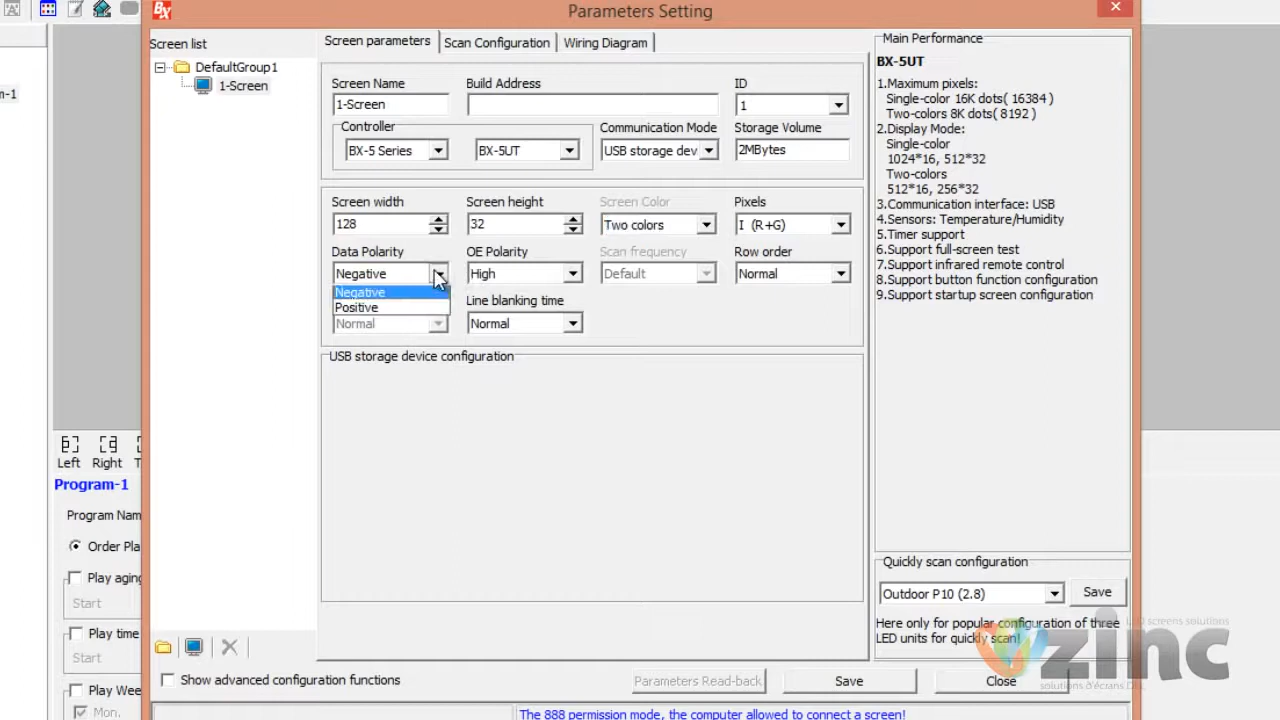 BX
Parameters Setting
Screen list
DefaultGroup1
1-Screen
Screen parameters
Scan Configuration
Wiring Diagram
Screen Name
Build Address
ID
1-Screen
1
Controller
Communication Mode
Storage Volume
BX-5 Series
BX-5UT
USB storage dev
2MBytes
Screen width
Screen height
Screen Color
Pixels
128
32
Two colors
I (R+G)
Data Polarity
OE Polarity
Scan frequency
Row order
Negative
High
Default
Normal
Negative
Positive
Line blanking time
Normal
Normal
USB storage device configuration
Main Performance
BX-5UT
1.Maximum pixels:
Single-color 16K dots( 16384 )
Two-colors 8K dots( 8192 )
2.Display Mode:
Single-color
1024*16, 512*32
Two-colors
512*16, 256*32
3.Communication interface: USB
4.Sensors: Temperature/Humidity
5.Timer support
6.Support full-screen test
7.Support infrared remote control
8.Support button function configuration
9.Support startup screen configuration
Quickly scan configuration
Outdoor P10 (2.8)
Save
Here only for popular configuration of three
LED units for quickly scan!
Show advanced configuration functions
Parameters Read-back
Save
Close
The 888 permission mode, the computer allowed to connect a screen!
m-1
Left
Right
Program-1
Program Nam
Order Pla
Play aging
Start
Play time
Start
Play Wee
Mon.
LED screens solutions
zinc
solutions d'écrans DEL